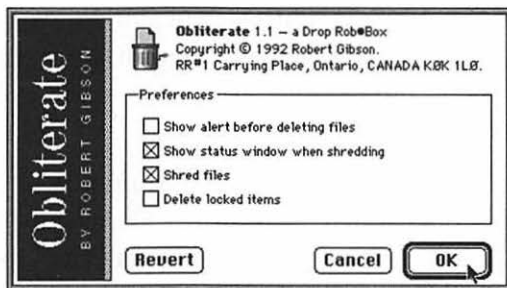 Obliterate
BY ROBERT GIBSON
Obliterate 1.1 – a Drop Rob●Box
Copyright © 1992 Robert Gibson.
RR#1 Carrying Place, Ontario, CANADA KØK 1LØ.
Preferences
Show alert before deleting files
Show status window when shredding
Shred files
Delete locked items
Revert
Cancel
OK